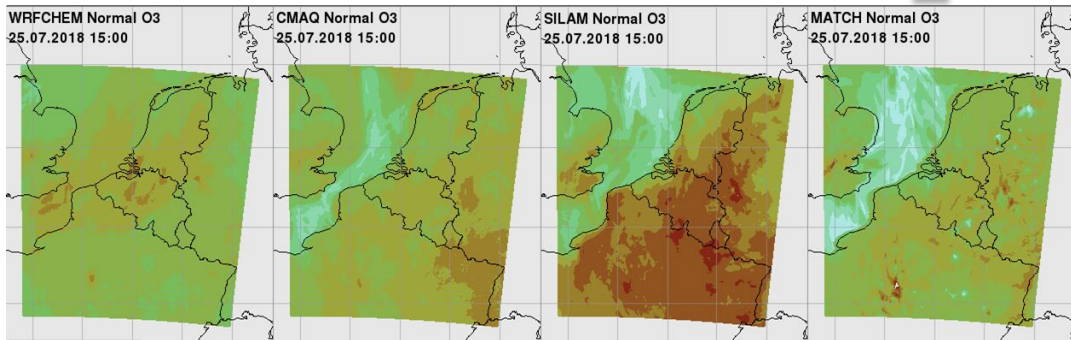 WRFCHEM Normal O3
25.07.2018 15:00
CMAQ Normal O3
25.07.2018 15:00
SILAM Normal O3
25.07.2018 15:00
MATCH Normal O3
25.07.2018 15:00